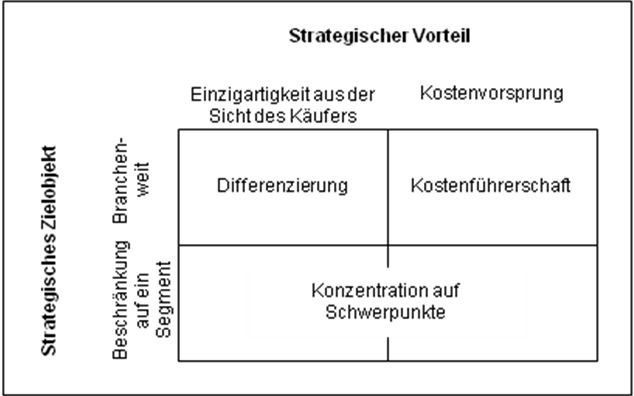 Strategischer Vorteil
Einzigartigkeit aus der
Sicht des Käufers
Kostenvorsprung
Strategisches Zielobjekt
Branchen-
weit
Differenzierung
Kostenführerschaft
Beschränkung
auf ein
Segment
Konzentration auf
Schwerpunkte